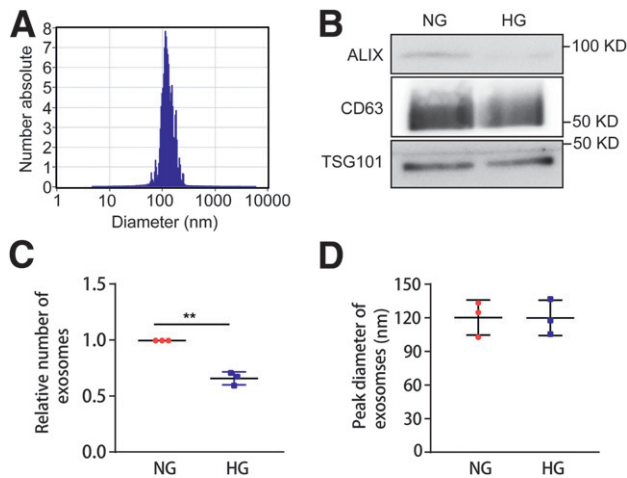 A
Number absolute
8
7
6
5
4
3
2
1
0
1 10 100 1000 10000
Diameter (nm)
B
NG HG
ALIX
100 KD
CD63
50 KD
50 KD
TSG101
C
Relative number of
exosomes
1.5
1.0
0.5
0.0
**
NG HG
D
Peak diameter of
exosomses (nm)
150
120
90
60
30
0
NG HG